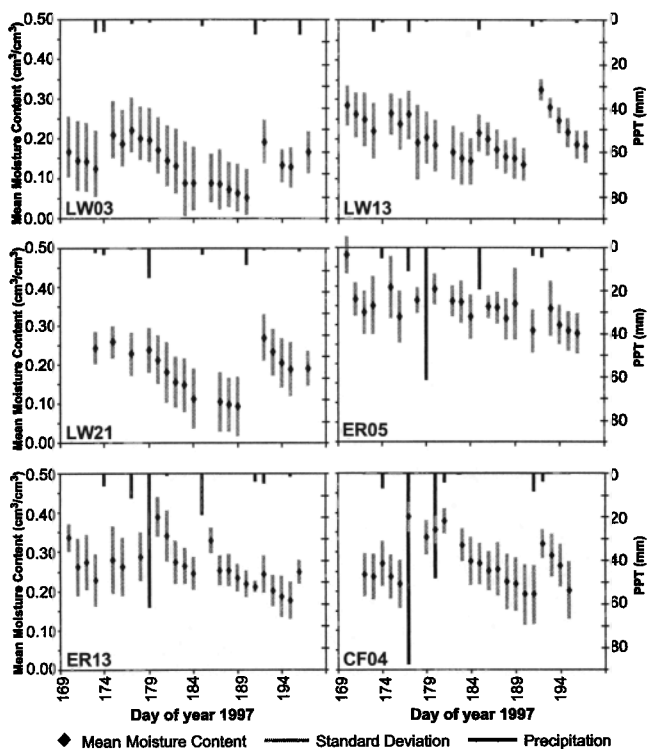 0.50 0.40 0.30 0.20 0.10 0.00
Mean Moisture Content (cm³/cm³)
LW03
LW13
0 20 40 60 80
PPT (mm)
0.50 0.40 0.30 0.20 0.10 0.00
Mean Moisture Content (cm³/cm³)
LW21
ER05
0 20 40 60 80
PPT (mm)
0.50 0.40 0.30 0.20 0.10 0.00
Mean Moisture Content (cm³/cm³)
ER13
CF04
0 20 40 60 80
PPT (mm)
169 174 179 184 189 194
169 174 179 184 189 194
Day of year 1997
Day of year 1997
Mean Moisture Content
Standard Deviation
Precipitation